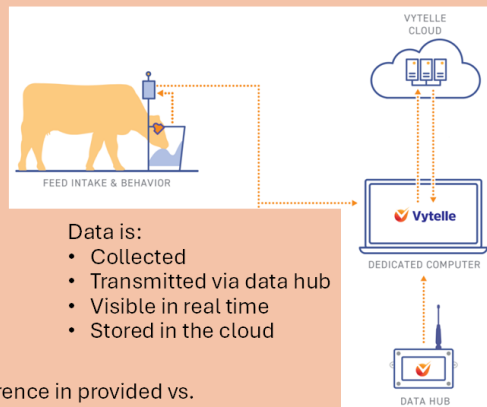 VYTELLE
CLOUD
FEED INTAKE & BEHAVIOR
Vytelle
DEDICATED COMPUTER
Data is:
• Collected
• Transmitted via data hub
• Visible in real time
• Stored in the cloud
DATA HUB
rence in provided vs.